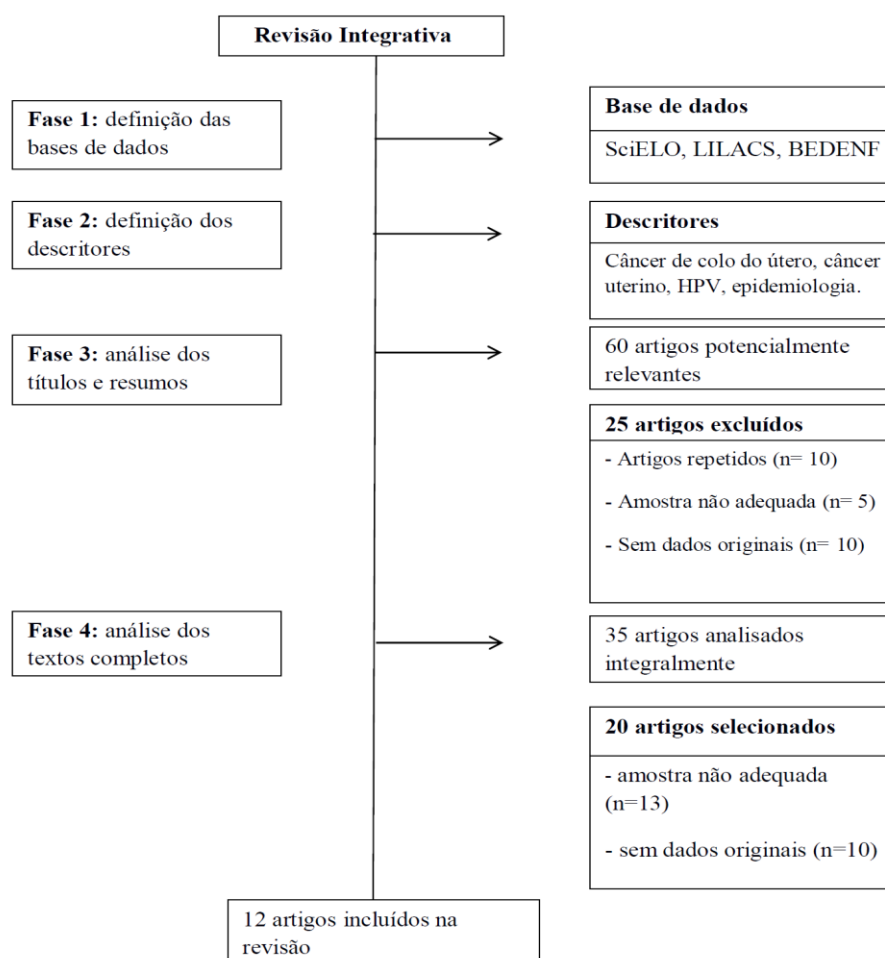 Revisão Integrativa
Fase 1: definição das
bases de dados
Base de dados
SciELO, LILACS, BEDENF
Fase 2: definição dos
descritores
Descritores
Câncer de colo do útero, câncer
uterino, HPV, epidemiologia.
Fase 3: análise dos
títulos e resumos
60 artigos potencialmente
relevantes
25 artigos excluídos
- Artigos repetidos (n= 10)
- Amostra não adequada (n= 5)
- Sem dados originais (n= 10)
Fase 4: análise dos
textos completos
35 artigos analisados
integralmente
20 artigos selecionados
- amostra não adequada
(n=13)
- sem dados originais (n=10)
12 artigos incluídos na
revisão